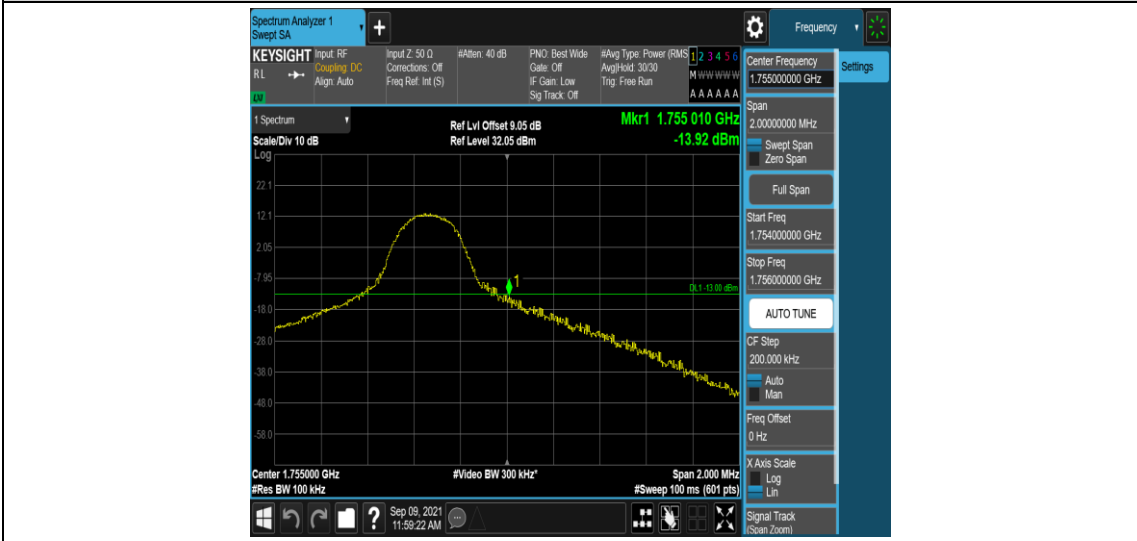 Spectrum Analyzer 1
Swept SA
Frequency
KEYSIGHT
RL
Input: RF
Coupling: DC
Align: Auto
Input Z: 50 Ω
Corrections: Off
Freq Ref: Int (S)
#Atten: 40 dB
PNO: Best Wide
Gate: Off
IF Gain: Low
Sig Track: Off
#Avg Type: Power (RMS
Avg|Hold: 30/30
Trig: Free Run
1 2 3 4 5 6
M W W W W W
A A A A A A
1 Spectrum
Scale/Div 10 dB
Log
Ref Lvl Offset 9.05 dB
Ref Level 32.05 dBm
Mkr1 1.755 010 GHz
-13.92 dBm
22.1
12.1
2.05
-7.95
-18.0
-28.0
-38.0
-48.0
-58.0
1
DL1 -13.00 dBm
Center 1.755000 GHz
#Res BW 100 kHz
#Video BW 300 kHz*
Span 2.000 MHz
#Sweep 100 ms (601 pts)
Sep 09, 2021
11:59:22 AM
Center Frequency
1.755000000 GHz
Settings
Span
2.00000000 MHz
Swept Span
Zero Span
Full Span
Start Freq
1.754000000 GHz
Stop Freq
1.756000000 GHz
AUTO TUNE
CF Step
200.000 kHz
Auto
Man
Freq Offset
0 Hz
X Axis Scale
Log
Lin
Signal Track
(Span Zoom)